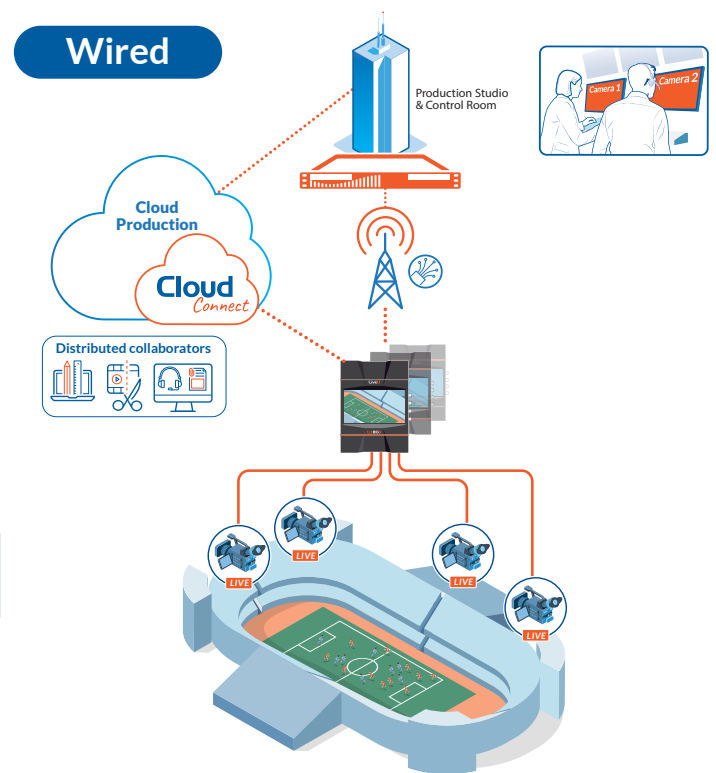 Wired
Production Studio
& Control Room
Camera 1
Camera 2
Cloud
Production
Cloud
Connect
Distributed collaborators
LIVE
LIVE
LIVE
LIVE